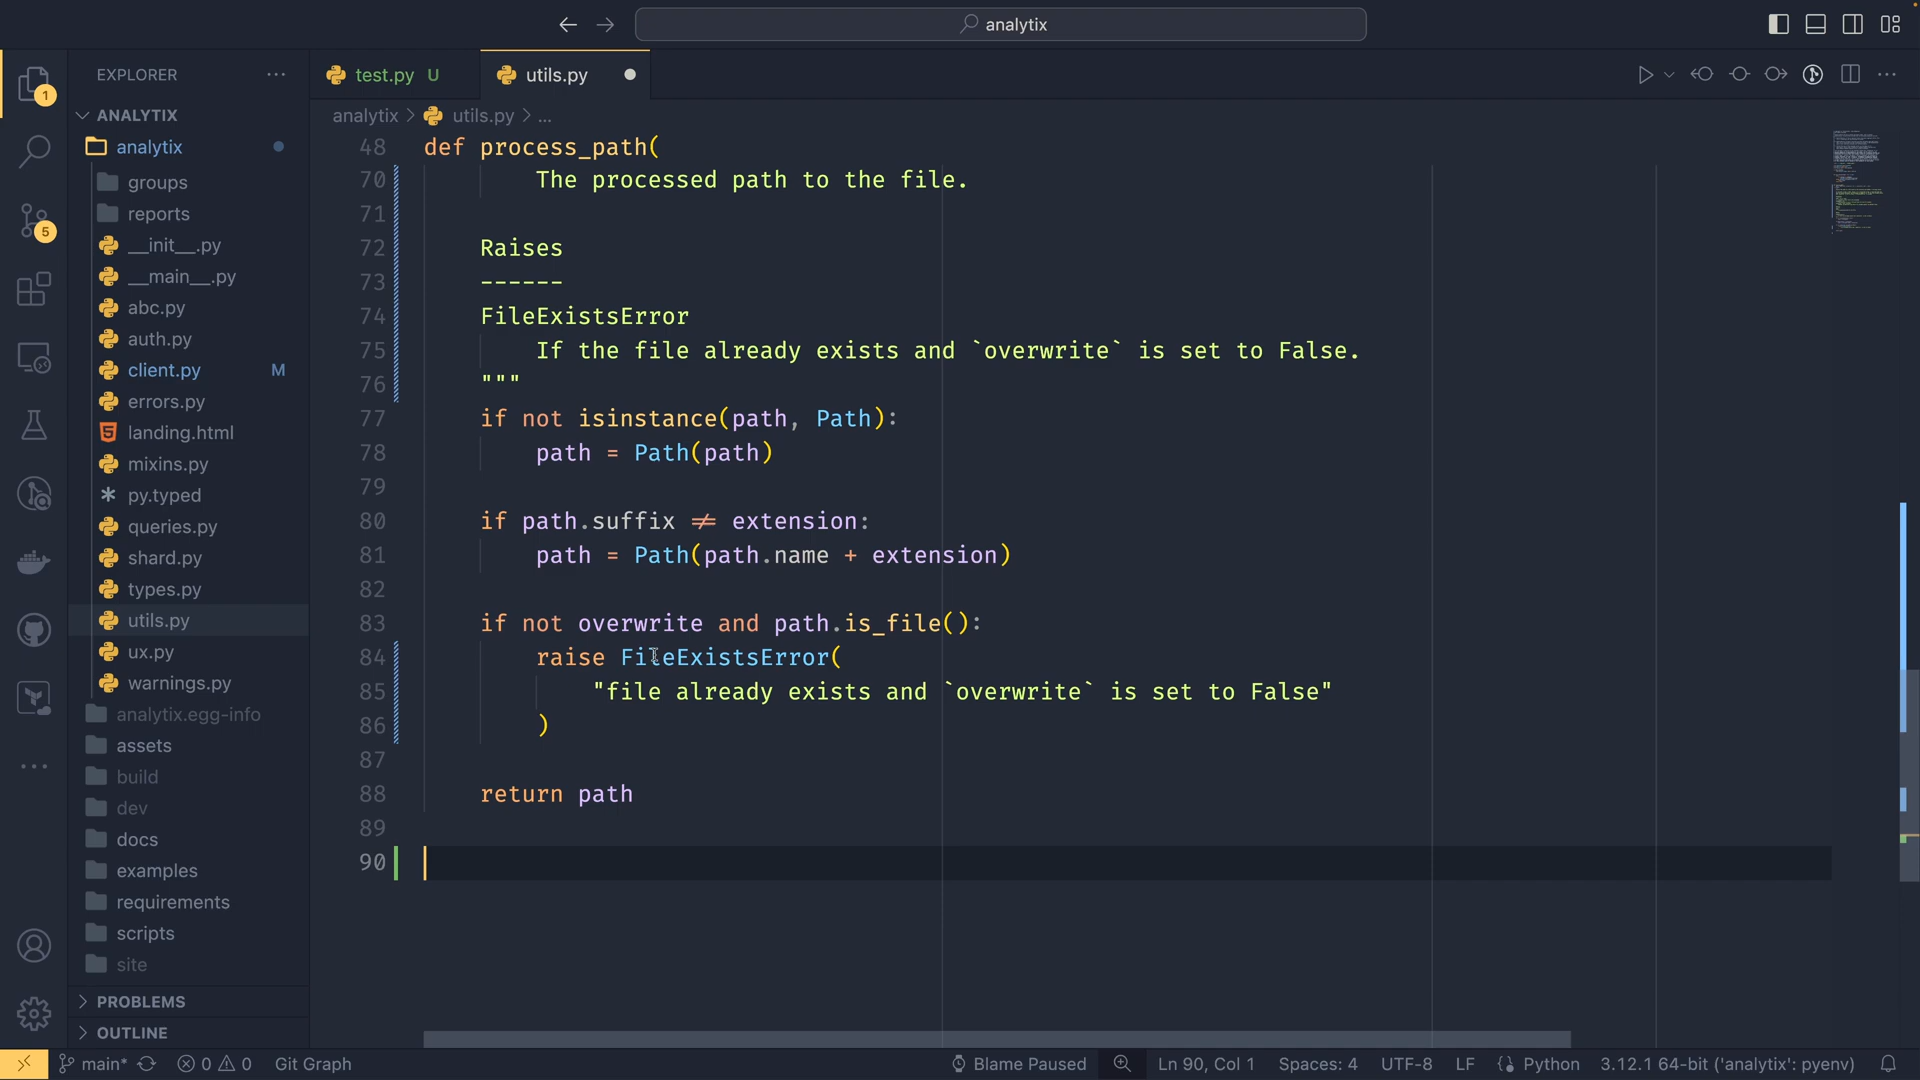 analytix
EXPLORER
1
ANALYTIX
analytix
groups
reports
__init__.py
5
__main__.py
abc.py
auth.py
client.py M
errors.py
landing.html
mixins.py
py.typed
queries.py
shard.py
types.py
utils.py
ux.py
warnings.py
analytix.egg-info
assets
build
dev
docs
examples
requirements
scripts
site
PROBLEMS
OUTLINE
test.py U
utils.py
analytix > utils.py > ...
48 def process_path(
70 The processed path to the file.
71
72 Raises
73 ------
74 FileExistsError
75 If the file already exists and `overwrite` is set to False.
76 """
77 if not isinstance(path, Path):
78 path = Path(path)
79
80 if path.suffix != extension:
81 path = Path(path.name + extension)
82
83 if not overwrite and path.is_file():
84 raise FileExistsError(
85 "file already exists and `overwrite` is set to False"
86 )
87
88 return path
89
90
main* 0 0 Git Graph Blame Paused Ln 90, Col 1 Spaces: 4 UTF-8 LF {} Python 3.12.1 64-bit ('analytix': pyenv)